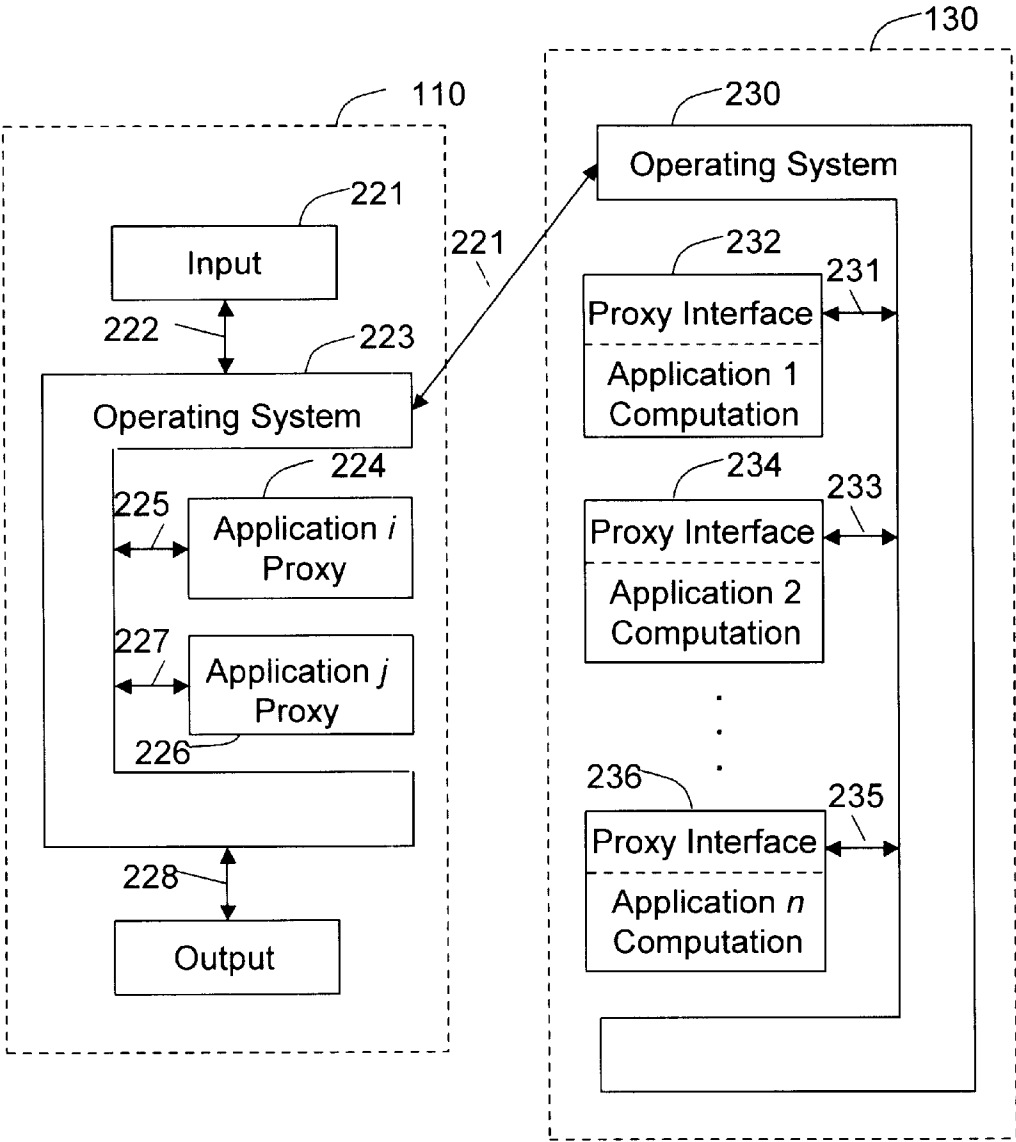 130
110
230
Operating System
221
Input
221
232
231
Proxy Interface
Application 1
Computation
222
223
Operating System
224
225
Application i
Proxy
234
233
Proxy Interface
Application 2
Computation
227
Application j
Proxy
226
.
.
.
236
235
Proxy Interface
Application n
Computation
228
Output